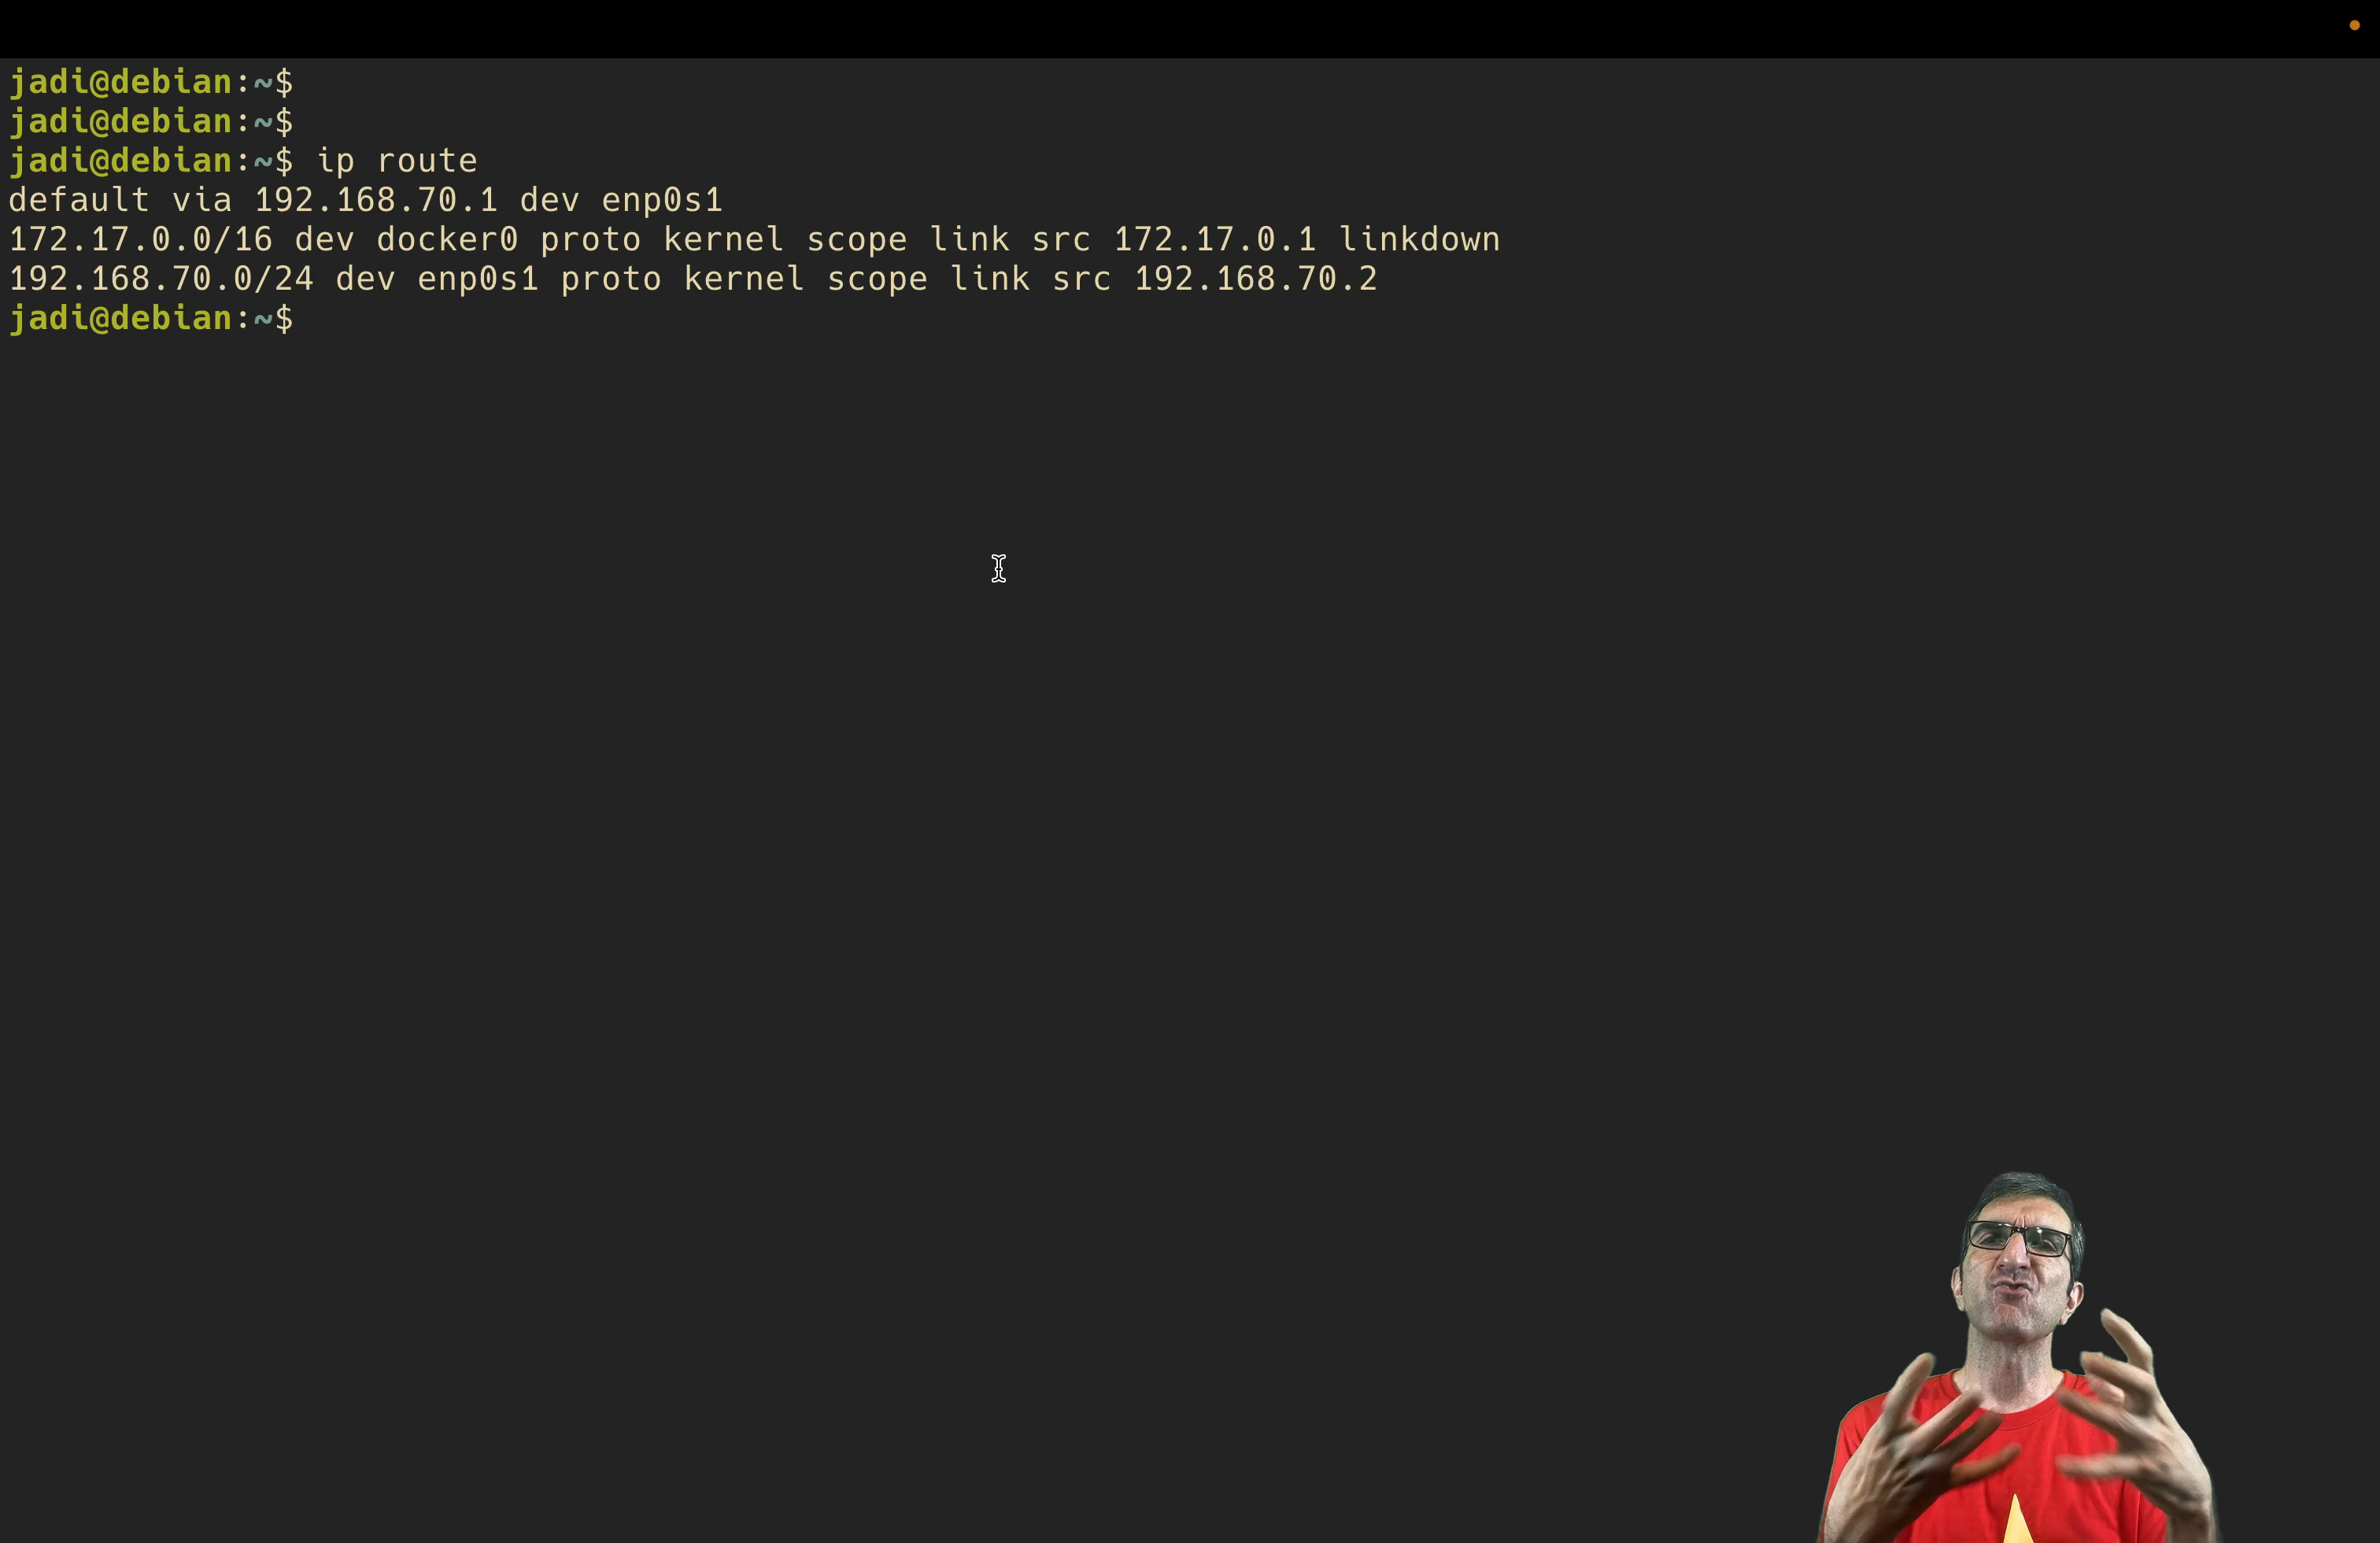 jadi@debian:~$
jadi@debian:~$
jadi@debian:~$ ip route
default via 192.168.70.1 dev enp0s1
172.17.0.0/16 dev docker0 proto kernel scope link src 172.17.0.1 linkdown
192.168.70.0/24 dev enp0s1 proto kernel scope link src 192.168.70.2
jadi@debian:~$